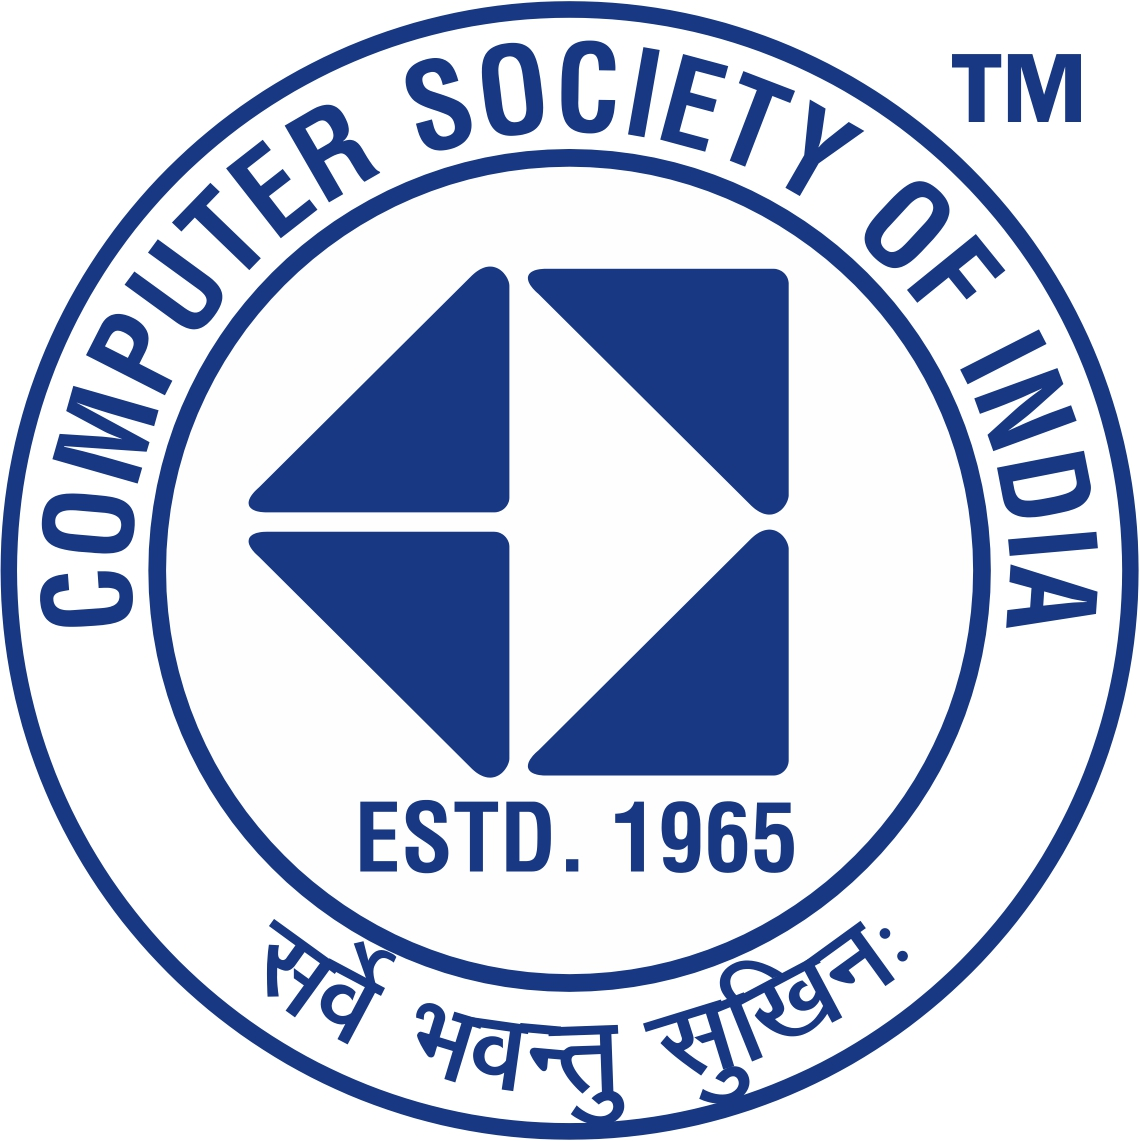 COMPUTER SOCIETY OF INDIA
TM
ESTD. 1965
सर्वे भवन्तु सुखिनः